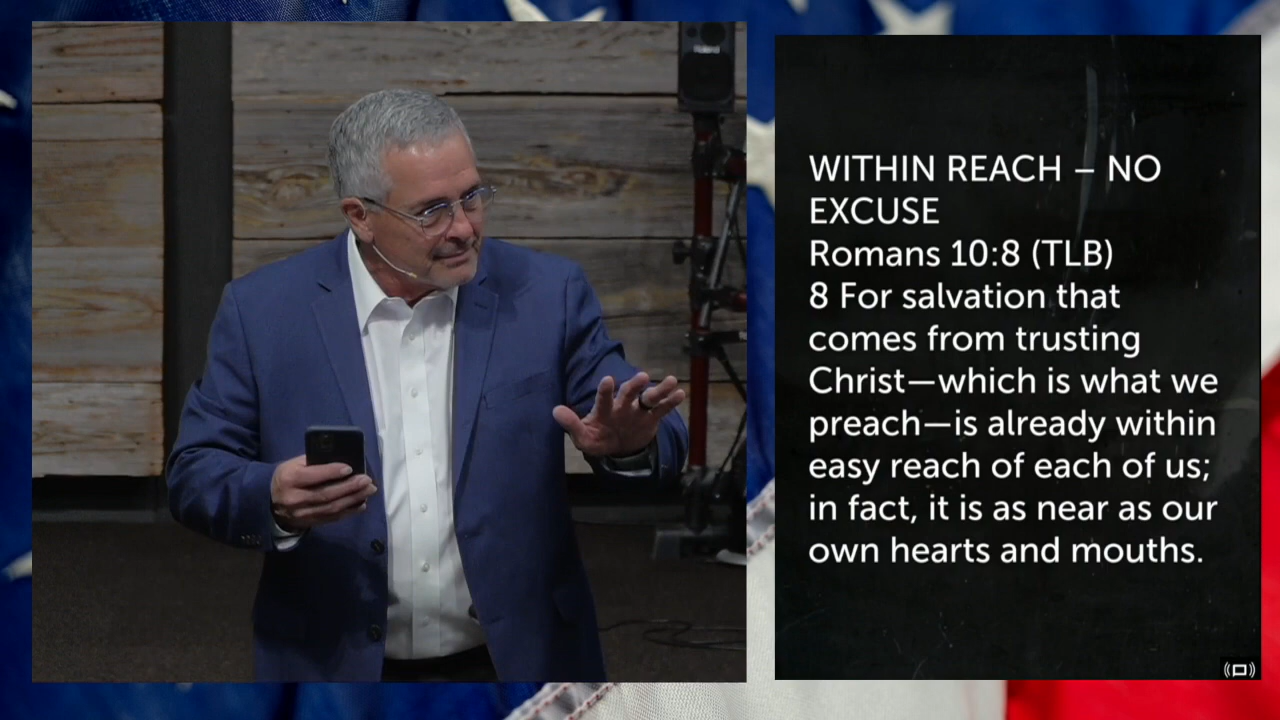 Roland
WITHIN REACH – NO
EXCUSE
Romans 10:8 (TLB)
8 For salvation that
comes from trusting
Christ—which is what we
preach—is already within
easy reach of each of us;
in fact, it is as near as our
own hearts and mouths.